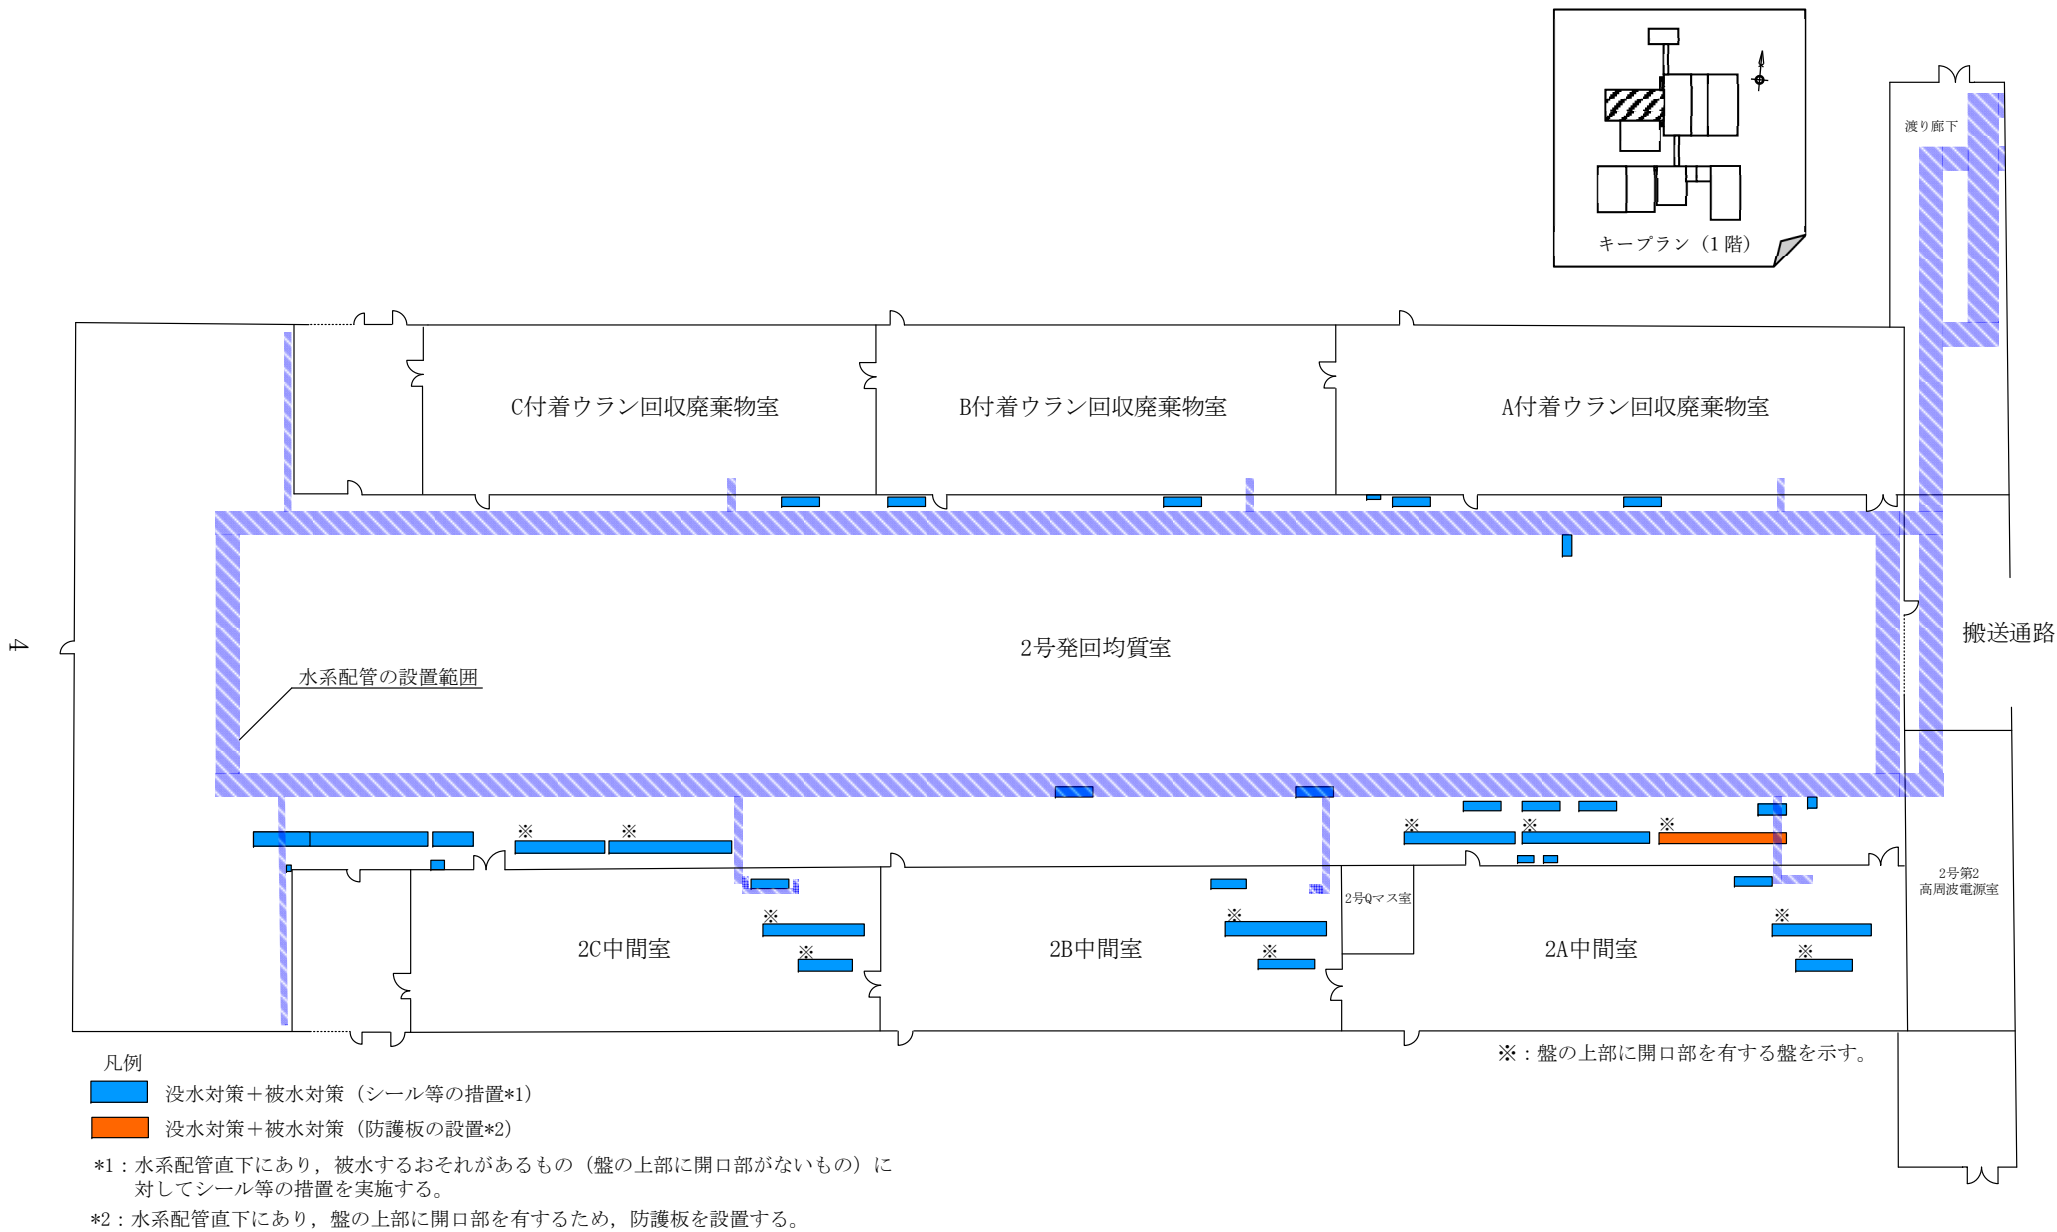 キープラン（1階）
渡り廊下
C付着ウラン回収廃棄物室
B付着ウラン回収廃棄物室
A付着ウラン回収廃棄物室
2号発回均質室
搬送通路
4
水系配管の設置範囲
※
※
※
※
※
2号第2
高周波電源室
2号Qマス室
※
※
※
2C中間室
2B中間室
2A中間室
※
※
※
※：盤の上部に開口部を有する盤を示す。
凡例
没水対策＋被水対策（シール等の措置*1）
没水対策＋被水対策（防護板の設置*2）
*1：水系配管直下にあり，被水するおそれがあるもの（盤の上部に開口部がないもの）に
対してシール等の措置を実施する。
*2：水系配管直下にあり，盤の上部に開口部を有するため，防護板を設置する。